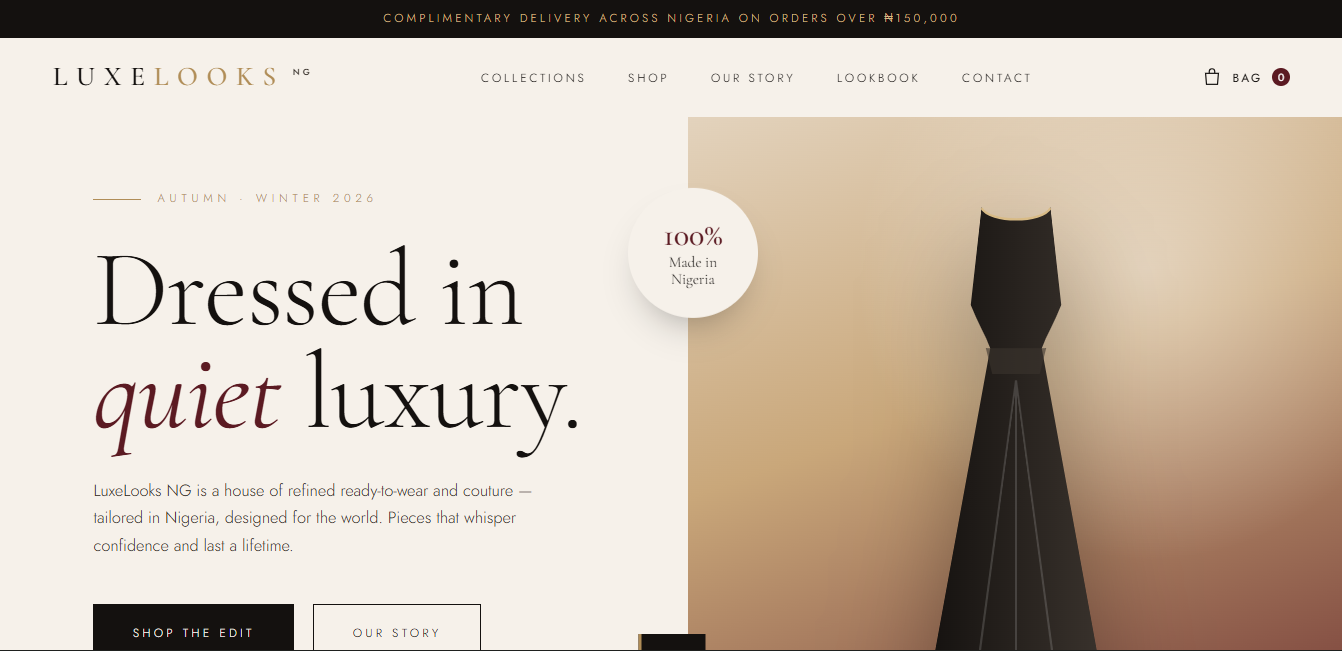 COMPLIMENTARY DELIVERY ACROSS NIGERIA ON ORDERS OVER ₦150,000
LUXELOOKS NG
COLLECTIONS SHOP OUR STORY LOOKBOOK CONTACT
BAG 0
AUTUMN · WINTER 2026
Dressed in
quiet luxury.
100%
Made in
Nigeria
LuxeLooks NG is a house of refined ready-to-wear and couture —
tailored in Nigeria, designed for the world. Pieces that whisper
confidence and last a lifetime.
SHOP THE EDIT
OUR STORY